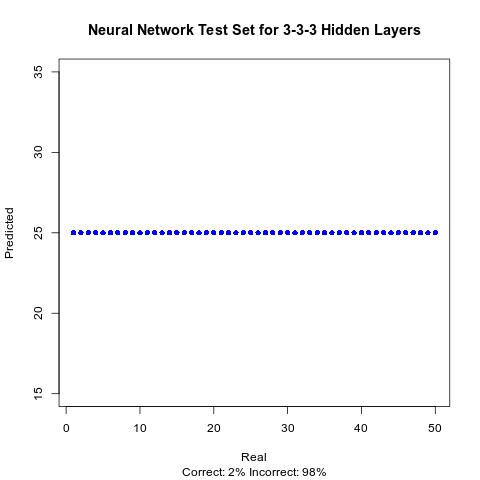 Neural Network Test Set for 3-3-3 Hidden Layers
Predicted
35
30
25
20
15
0 10 20 30 40 50
Real
Correct: 2% Incorrect: 98%